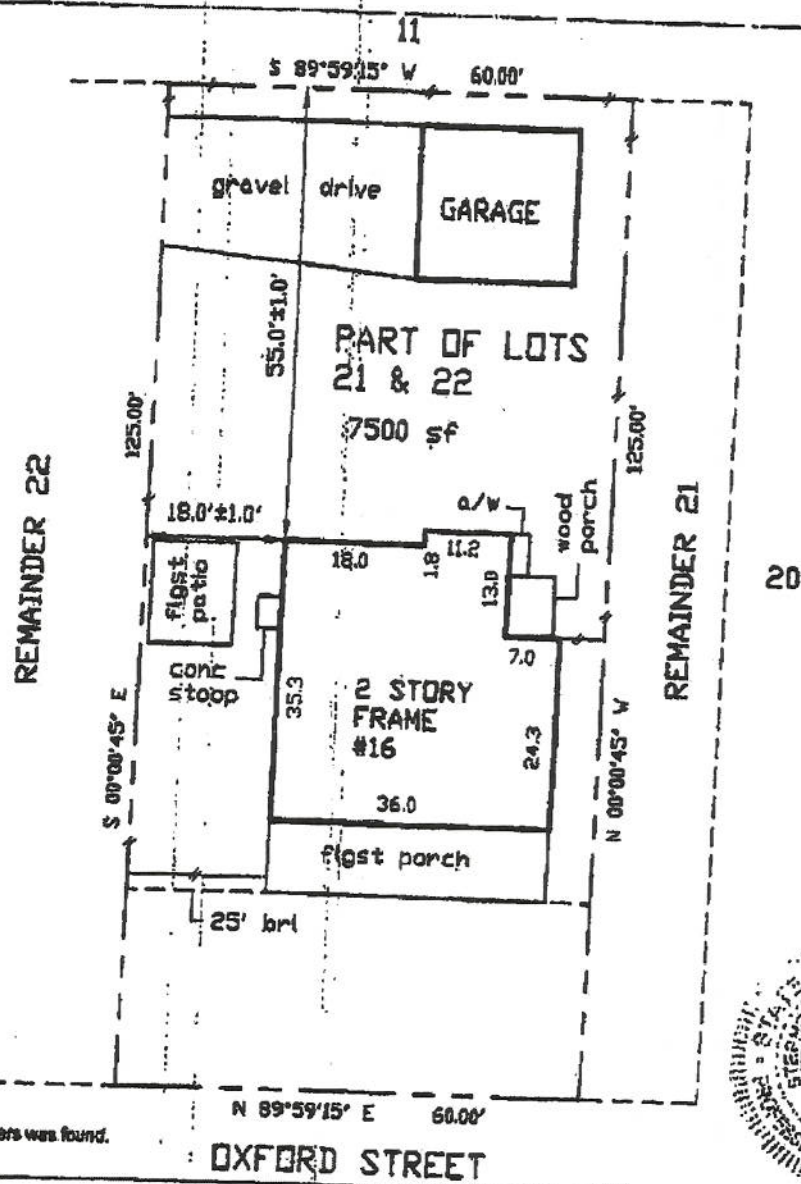 11
S 89°59'15" W 60.00'
gravel drive
GARAGE
55.0'±1.0'
PART OF LOTS
21 & 22
7500 sf
125.00'
125.00'
REMAINDER 22
18.0'±1.0'
a/w
wood
porch
18.0
1.8
11.2
13.0
flgst
patio
REMAINDER 21
20
7.0
conc
stoop
35.3
2 STORY
FRAME
#16
24.3
S 00°00'45" E
N 00°00'45" W
36.0
flgst porch
25' brl
N 89°59'15" E 60.00'
ers was found.
OXFORD STREET